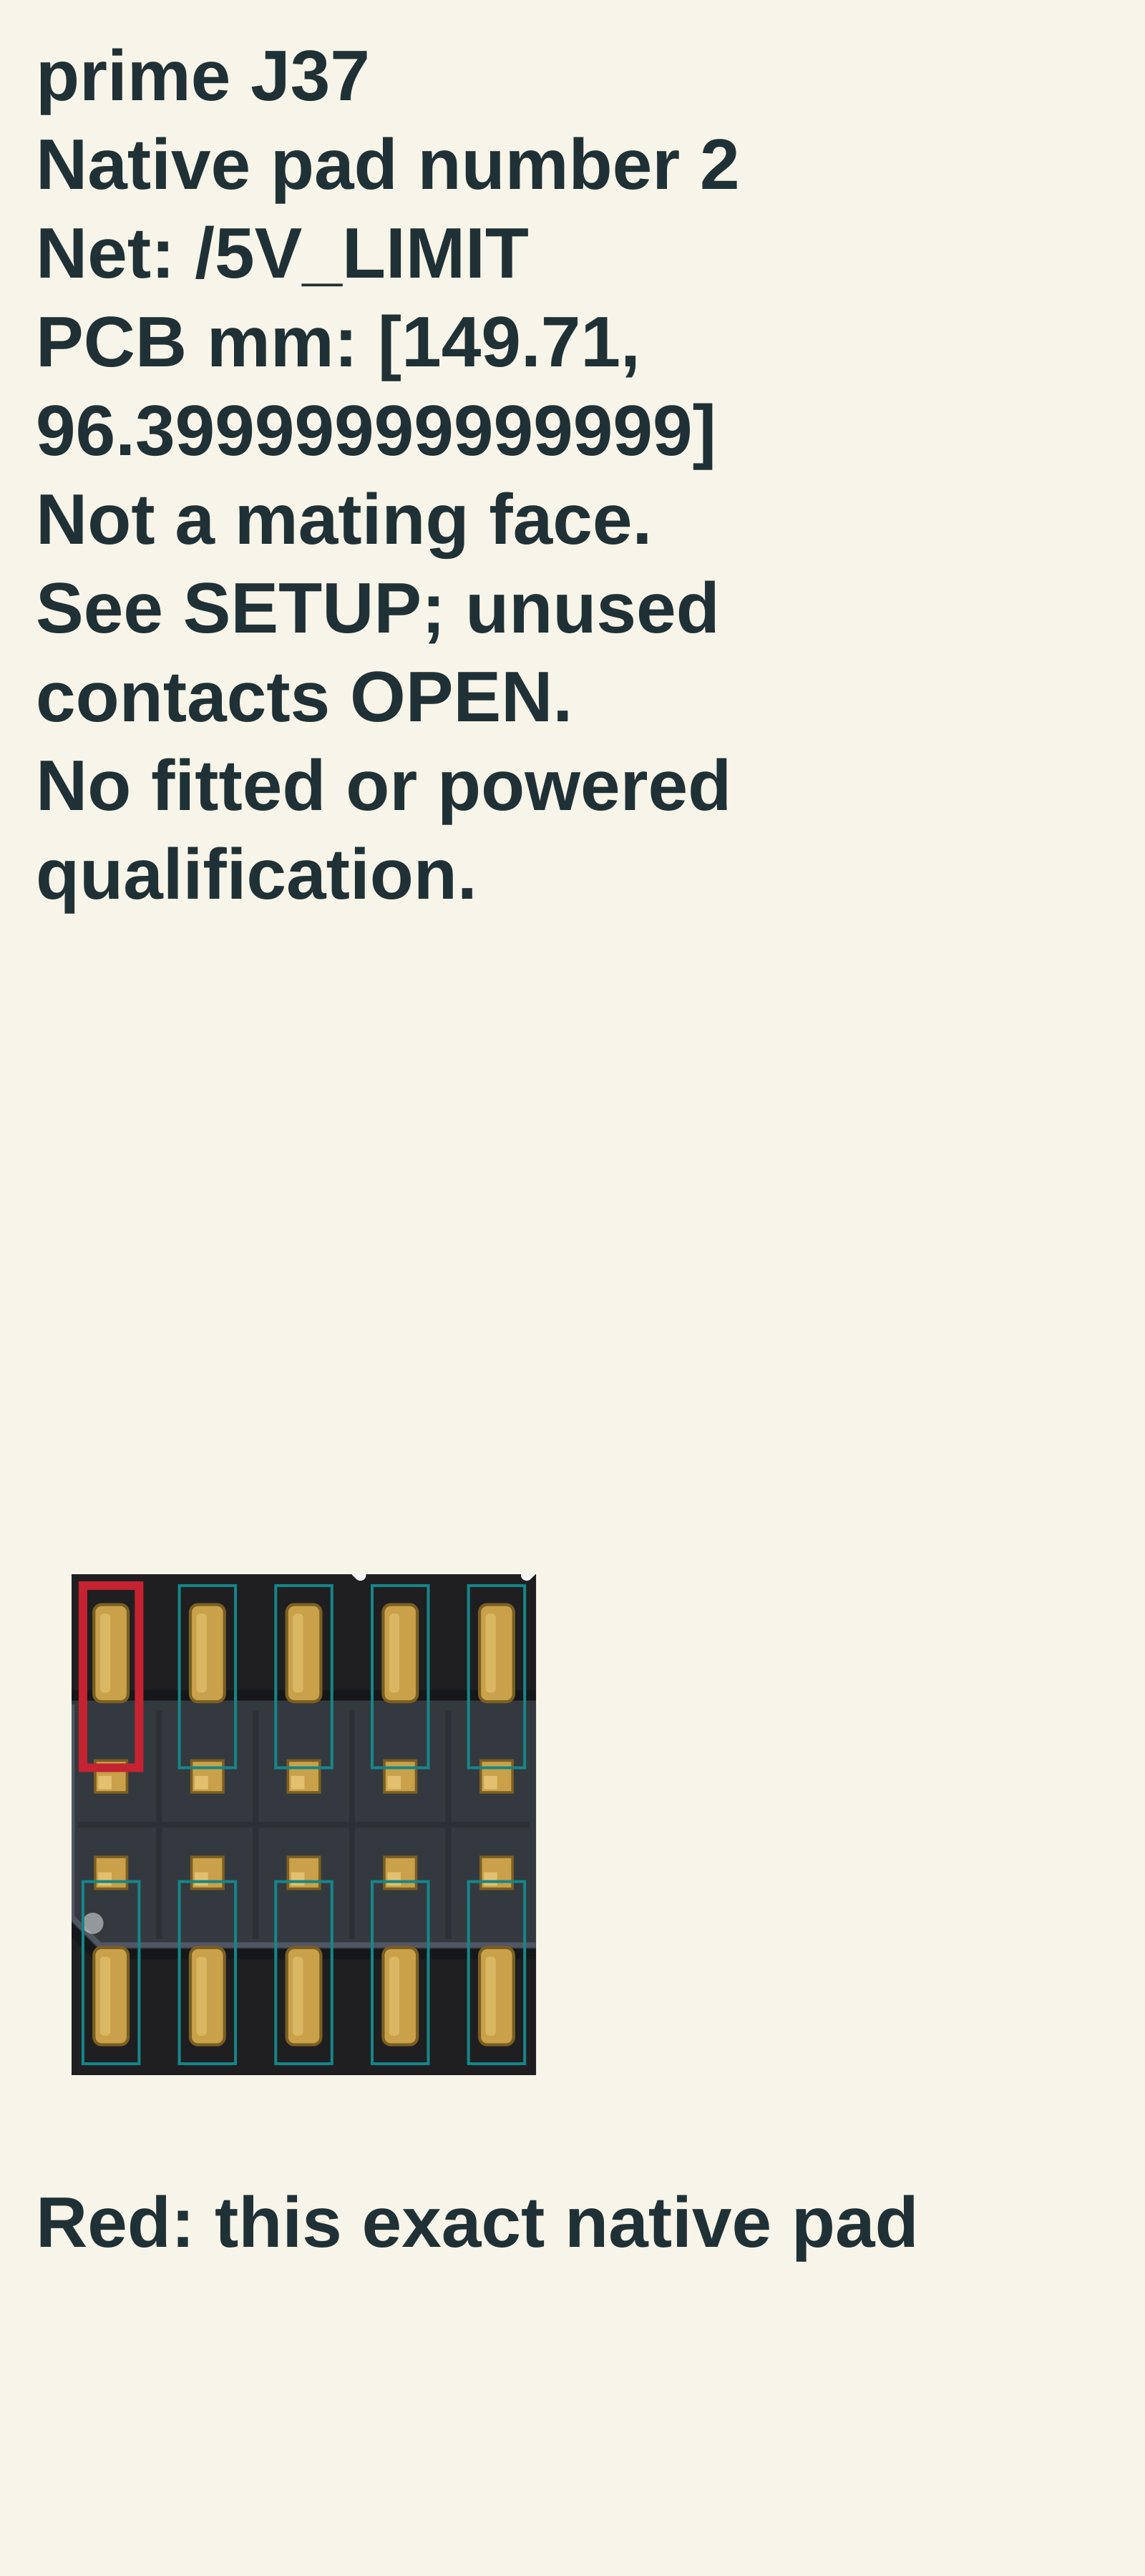 prime J37
Native pad number 2
Net: /5V_LIMIT
PCB mm: [149.71,
96.39999999999999]
Not a mating face.
See SETUP; unused
contacts OPEN.
No fitted or powered
qualification.
Red: this exact native pad